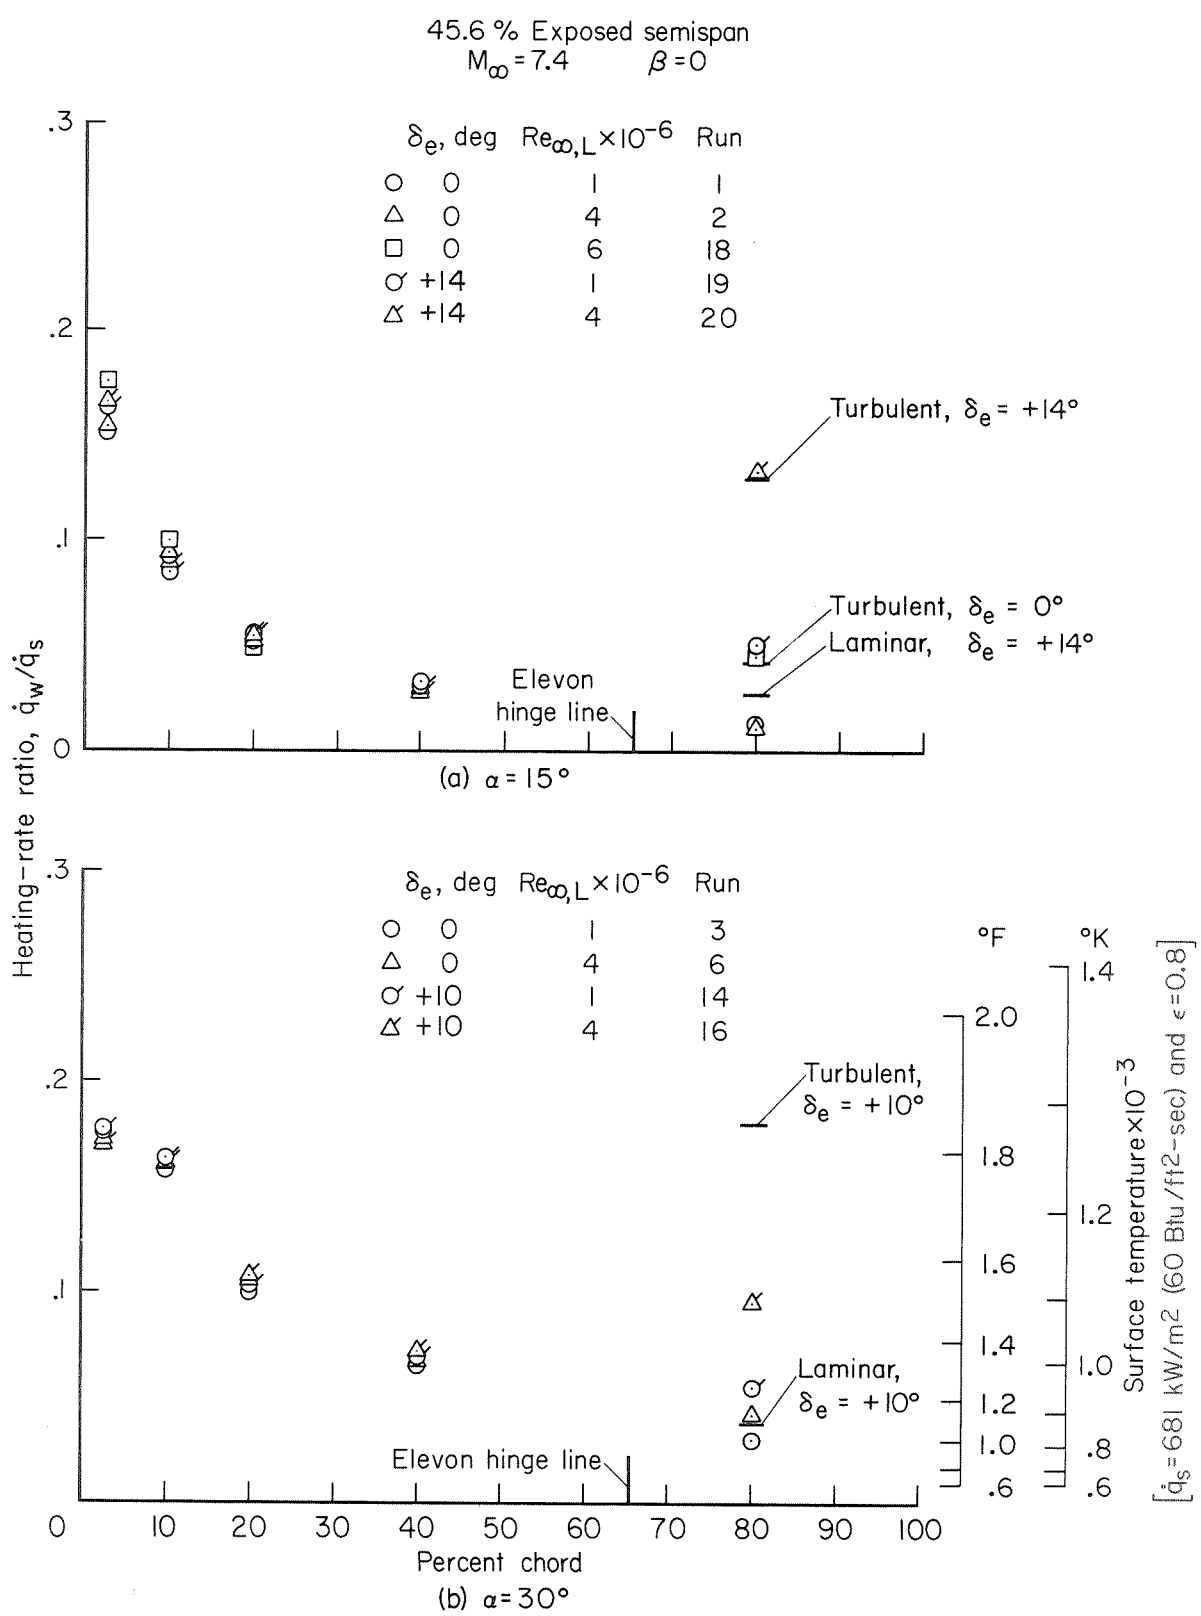 45.6 % Exposed semispan
M∞ = 7.4 β = 0
δe, deg Re∞,L × 10⁻⁶ Run
0 1 1
0 4 2
0 6 18
+14 1 19
+14 4 20
.3
.2
.1
0
Turbulent, δe = +14°
Turbulent, δe = 0°
Laminar, δe = +14°
Elevon
hinge line
(a) α = 15°
Heating-rate ratio, q̇w/q̇s
δe, deg Re∞,L × 10⁻⁶ Run
0 1 3
0 4 6
+10 1 14
+10 4 16
.3
.2
.1
0
Turbulent,
δe = +10°
Laminar,
δe = +10°
Elevon hinge line
°F
2.0
1.8
1.6
1.4
1.2
1.0
.6
°K
1.4
1.2
1.0
.8
.6
Surface temperature × 10⁻³
[q̇s = 681 kW/m2 (60 Btu/ft2-sec) and ϵ = 0.8]
10 20 30 40 50 60 70 80 90 100
Percent chord
(b) α = 30°